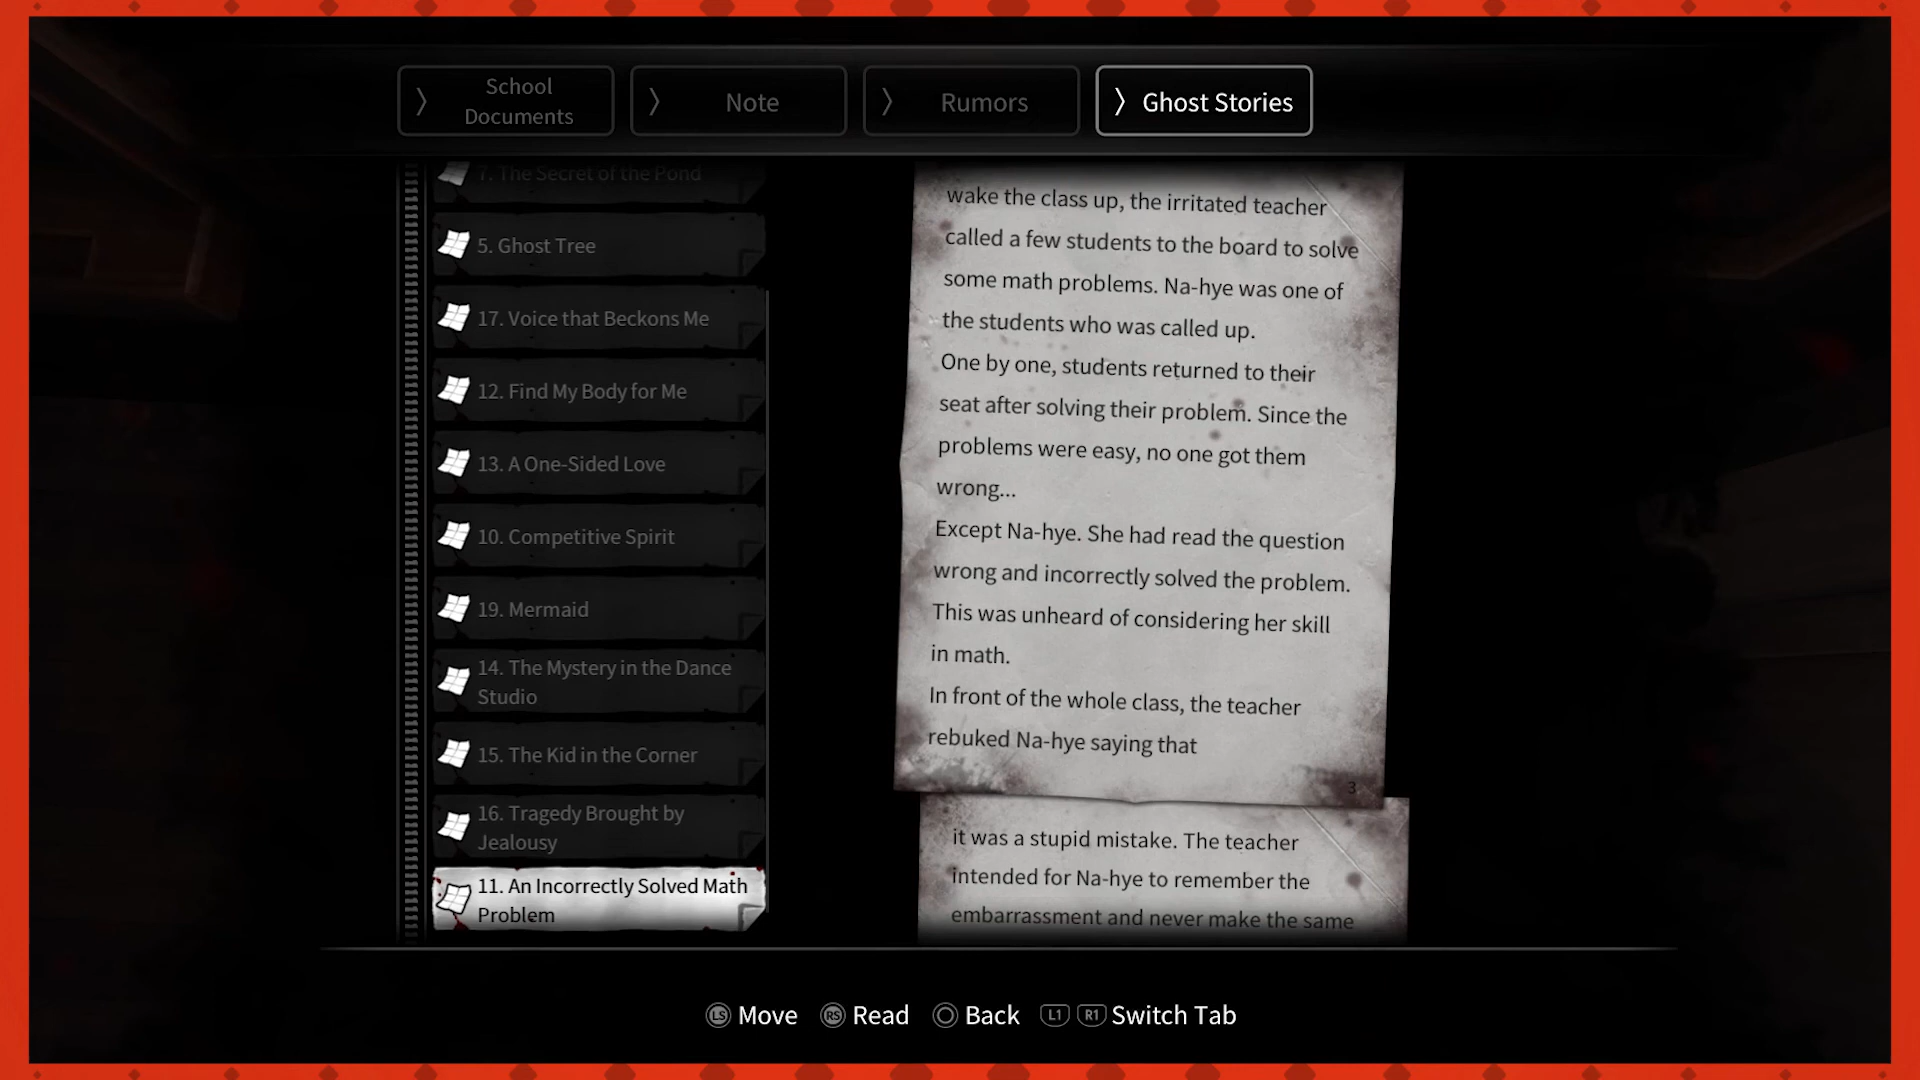 School
Documents
Note
Rumors
Ghost Stories
7. The Secret of the Pond
5. Ghost Tree
17. Voice that Beckons Me
12. Find My Body for Me
13. A One-Sided Love
10. Competitive Spirit
19. Mermaid
14. The Mystery in the Dance
Studio
15. The Kid in the Corner
16. Tragedy Brought by
Jealousy
11. An Incorrectly Solved Math
Problem
wake the class up, the irritated teacher
called a few students to the board to solve
some math problems. Na-hye was one of
the students who was called up.
One by one, students returned to their
seat after solving their problem. Since the
problems were easy, no one got them
wrong...
Except Na-hye. She had read the question
wrong and incorrectly solved the problem.
This was unheard of considering her skill
in math.
In front of the whole class, the teacher
rebuked Na-hye saying that
3
it was a stupid mistake. The teacher
intended for Na-hye to remember the
embarrassment and never make the same
LS Move RS Read Back L1 R1 Switch Tab